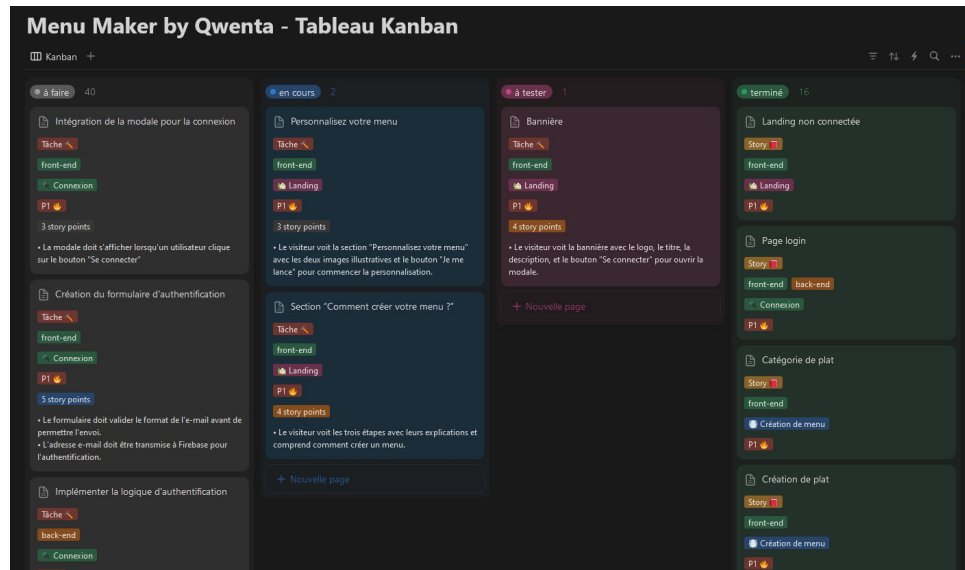 Menu Maker by Qwenta - Tableau Kanban
Kanban
à faire 40
Intégration de la modale pour la connexion
Tâche
front-end
Connexion
P1
3 story points
• La modale doit s'afficher lorsqu'un utilisateur clique
sur le bouton "Se connecter"
Création du formulaire d'authentification
Tâche
front-end
Connexion
P1
5 story points
• Le formulaire doit valider le format de l'e-mail avant de
permettre l'envoi.
• L'adresse e-mail doit être transmise à Firebase pour
l'authentification.
Implémenter la logique d'authentification
Tâche
back-end
Connexion
en cours 2
Personnalisez votre menu
Tâche
front-end
Landing
P1
3 story points
• Le visiteur voit la section "Personnalisez votre menu"
avec les deux images illustratives et le bouton "Je me
lance" pour commencer la personnalisation.
Section "Comment créer votre menu ?"
Tâche
front-end
Landing
P1
4 story points
• Le visiteur voit les trois étapes avec leurs explications et
comprend comment créer un menu.
+ Nouvelle page
à tester 1
Bannière
Tâche
front-end
Landing
P1
4 story points
• Le visiteur voit la bannière avec le logo, le titre, la
description, et le bouton "Se connecter" pour ouvrir la
modale.
+ Nouvelle page
terminé 16
Landing non connectée
Story
front-end
Landing
P1
Page login
Story
front-end back-end
Connexion
P1
Catégorie de plat
Story
front-end
Création de menu
P1
Création de plat
Story
front-end
Création de menu
P1